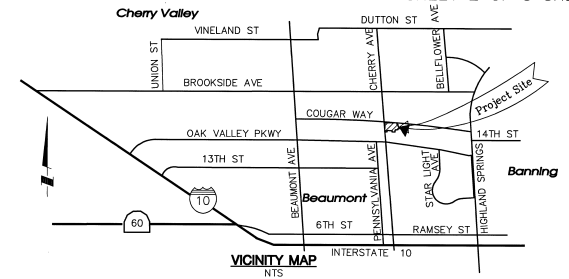 Cherry Valley
DUTTON ST
VINELAND ST
UNION ST
CHERRY AVE
BELLFLOWER AVE
BROOKSIDE AVE
Project Site
COUGAR WAY
OAK VALLEY PKWY
14TH ST
13TH ST
BEAUMONT AVE
PENNSYLVANIA AVE
STAR LIGHT AVE
HIGHLAND SPRINGS
Banning
10
Beaumont
60
6TH ST
RAMSEY ST
INTERSTATE 10
VICINITY MAP
NTS